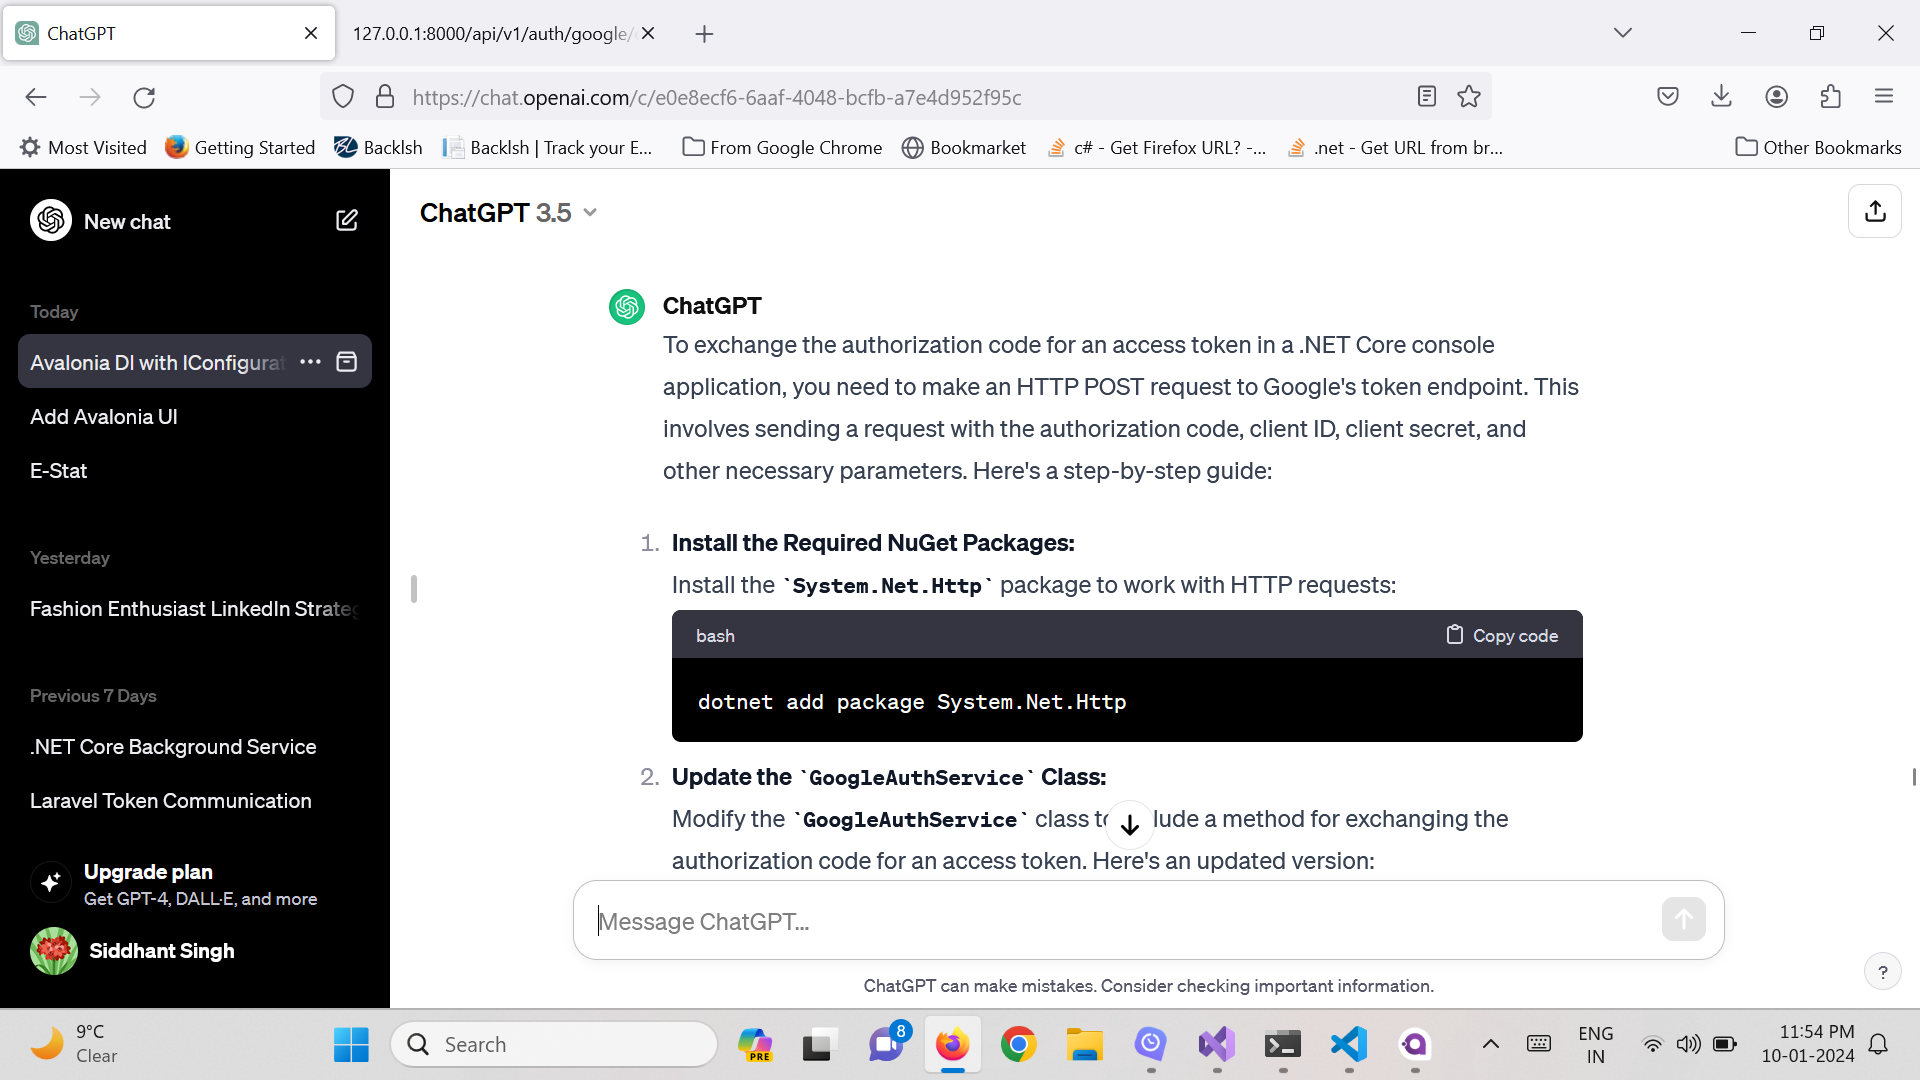 ChatGPT
127.0.0.1:8000/api/v1/auth/google/
https://chat.openai.com/c/e0e8ecf6-6aaf-4048-bcfb-a7e4d952f95c
Most Visited
Getting Started
Backlsh
Backlsh | Track your E...
From Google Chrome
Bookmarket
c# - Get Firefox URL? -...
.net - Get URL from br...
Other Bookmarks
New chat
Today
Avalonia DI with IConfigurat
Add Avalonia UI
E-Stat
Yesterday
Fashion Enthusiast LinkedIn Strateg
Previous 7 Days
.NET Core Background Service
Laravel Token Communication
Upgrade plan
Get GPT-4, DALL·E, and more
Siddhant Singh
ChatGPT 3.5
ChatGPT
To exchange the authorization code for an access token in a .NET Core console
application, you need to make an HTTP POST request to Google's token endpoint. This
involves sending a request with the authorization code, client ID, client secret, and
other necessary parameters. Here's a step-by-step guide:
1. Install the Required NuGet Packages:
Install the `System.Net.Http` package to work with HTTP requests:
bash
Copy code
dotnet add package System.Net.Http
2. Update the `GoogleAuthService` Class:
Modify the `GoogleAuthService` class to lude a method for exchanging the
authorization code for an access token. Here's an updated version:
Message ChatGPT...
ChatGPT can make mistakes. Consider checking important information.
?
9°C
Clear
Search
PRE
8
ENG
IN
11:54 PM
10-01-2024